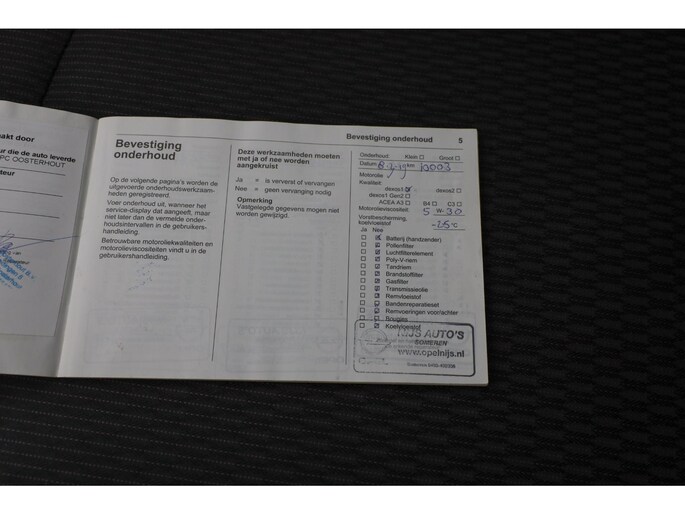 akt door
ur die de auto leverde
PC OOSTERHOUT
teur
Bevestiging
onderhoud
Op de volgende pagina's worden de
uitgevoerde onderhoudswerkzaam-
heden geregistreerd.
Voer onderhoud uit, wanneer het
service-display dat aangeeft, maar
niet later dan de vermelde onder-
houdsintervallen in de gebruikers-
handleiding.
Betrouwbare motoroliekwaliteiten en
motorolieviscositeiten vindt u in de
gebruikershandleiding.
Deze werkzaamheden moeten
met ja of nee worden
aangekruist
Ja = is ververst of vervangen
Nee = geen vervanging nodig
Opmerking
Vastgelegde gegevens mogen niet
worden gewijzigd.
Bevestiging onderhoud 5
Onderhoud: Klein Groot
Datum km
Motorolie
Kwaliteit:
dexos1 dexos2
dexos1 Gen2
ACEA A3 B4 C3
Motorolieviscositeit: 5 W- 30
Vorstbescherming,
koelvloeistof -25
Ja Nee
Batterij (handzender)
Pollenfilter
Luchtfilterelement
Poly-V-riem
Tandriem
Brandstoffilter
Gasfilter
Transmissieolie
Remvloeistof
Bandenreparatieset
Remvoeringen voor/achter
Bougies
Koelvloeistof
NIJS AUTO'S
SOMEREN
www.opelnijs.nl